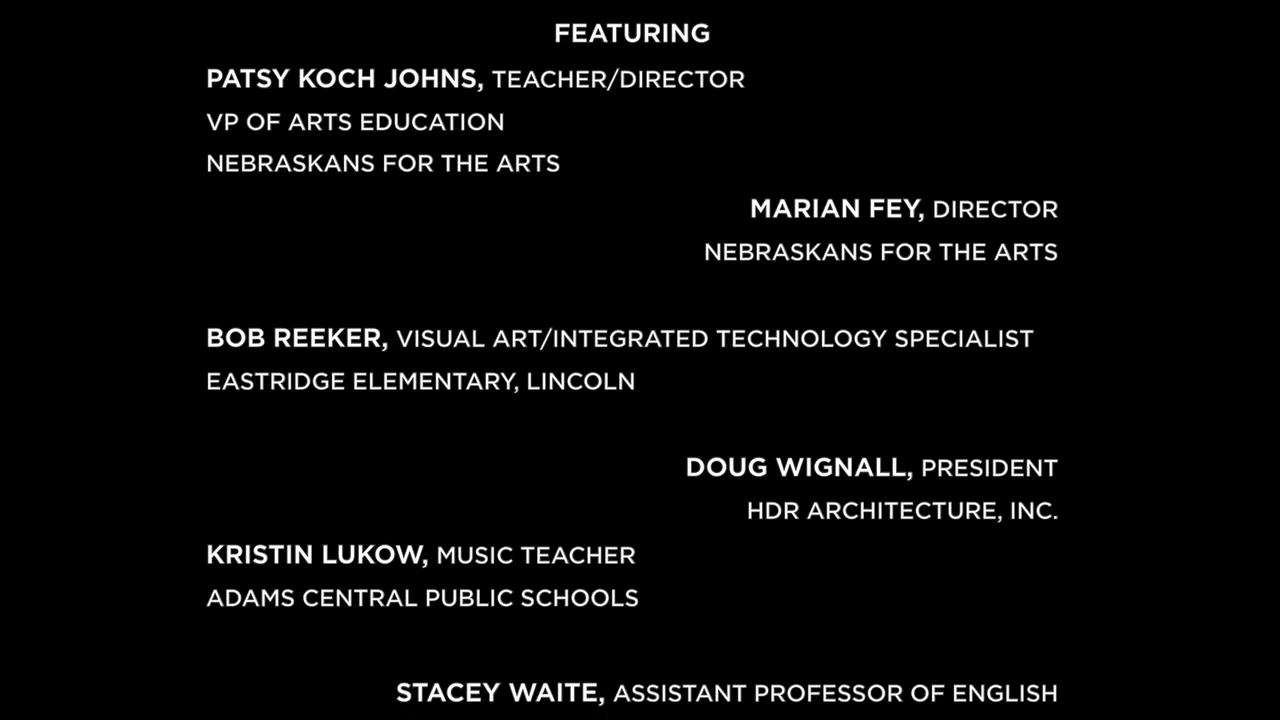 FEATURING
PATSY KOCH JOHNS, TEACHER/DIRECTOR
VP OF ARTS EDUCATION
NEBRASKANS FOR THE ARTS
MARIAN FEY, DIRECTOR
NEBRASKANS FOR THE ARTS
BOB REEKER, VISUAL ART/INTEGRATED TECHNOLOGY SPECIALIST
EASTRIDGE ELEMENTARY, LINCOLN
DOUG WIGNALL, PRESIDENT
HDR ARCHITECTURE, INC.
KRISTIN LUKOW, MUSIC TEACHER
ADAMS CENTRAL PUBLIC SCHOOLS
STACEY WAITE, ASSISTANT PROFESSOR OF ENGLISH